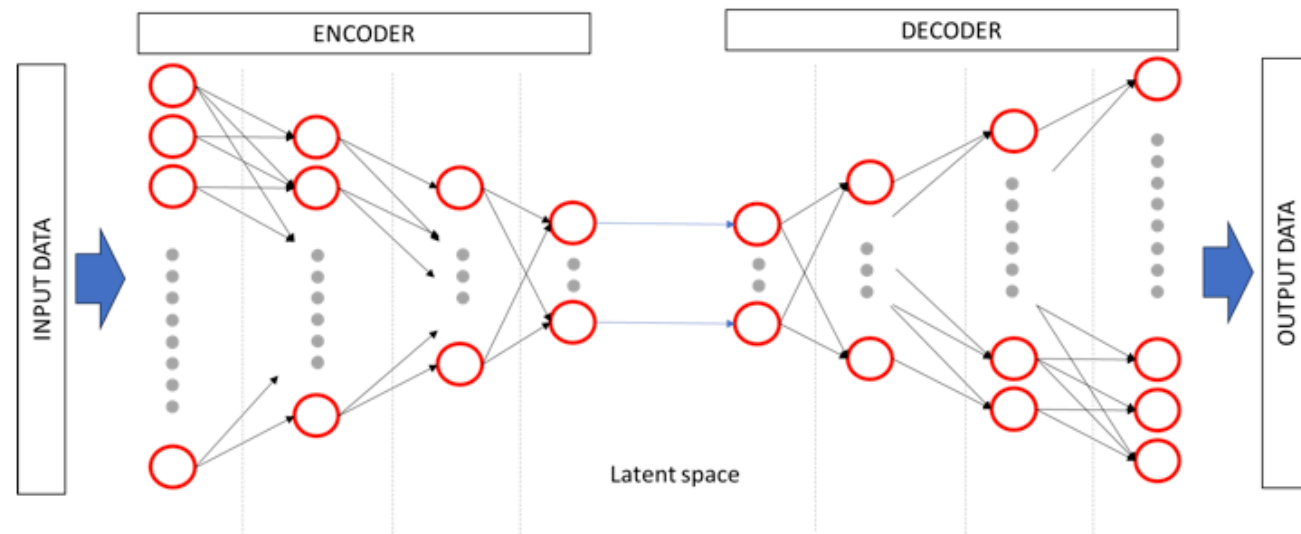 ENCODER
DECODER
INPUT DATA
OUTPUT DATA
Latent space